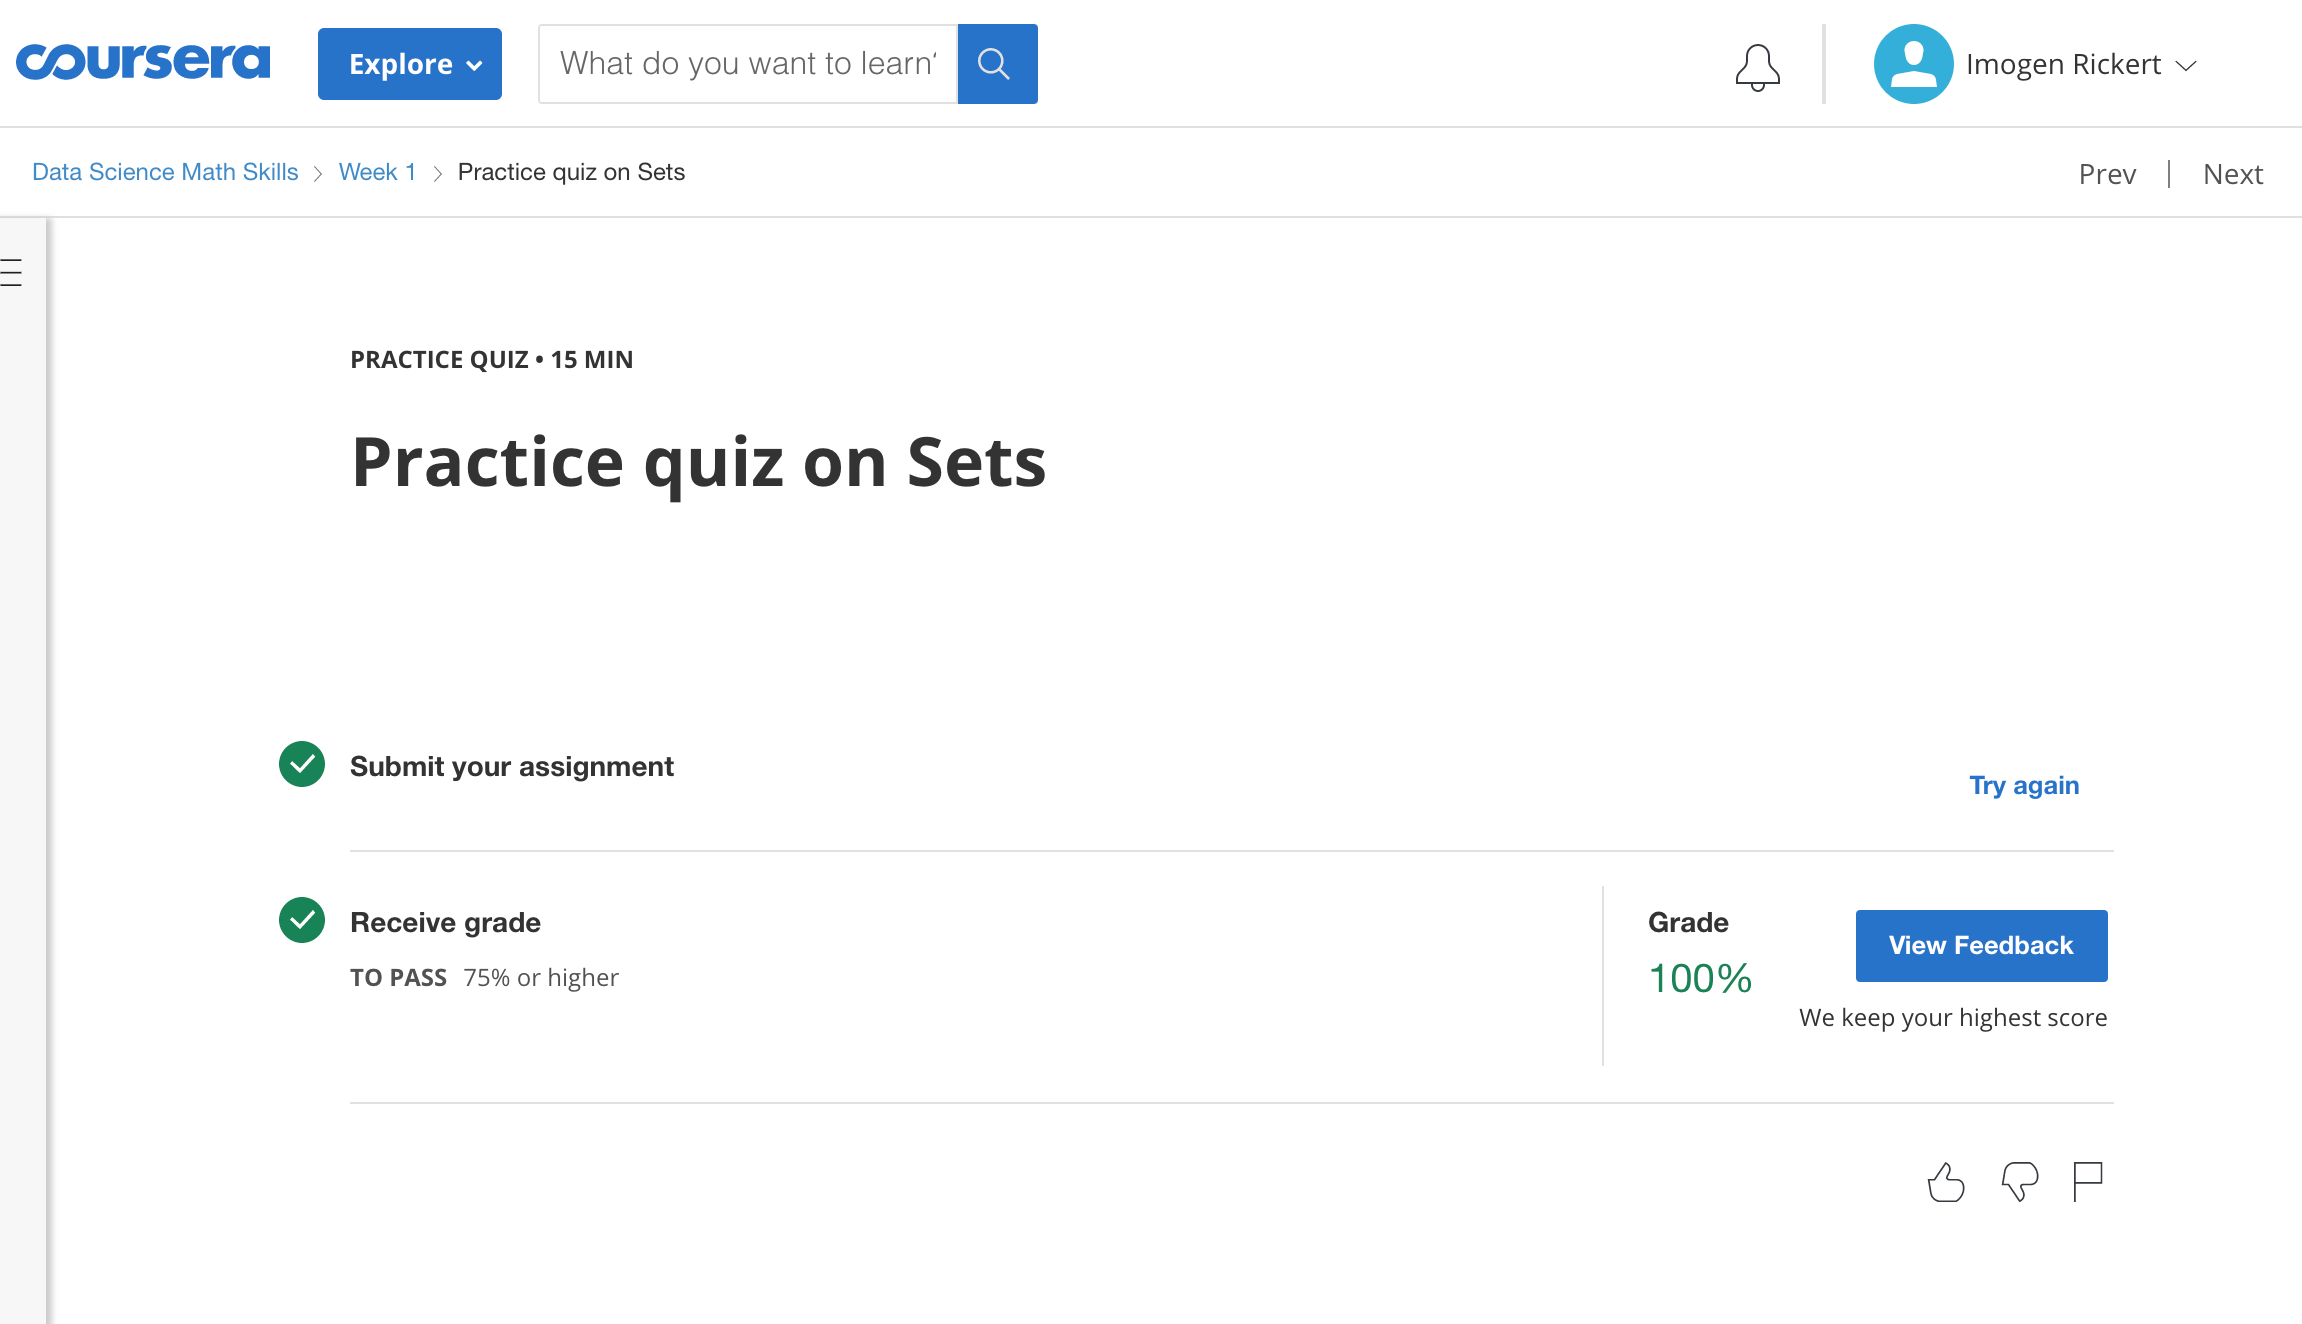 coursera
Explore
What do you want to learn
Imogen Rickert
Data Science Math Skills
Week 1
Practice quiz on Sets
Prev
Next
PRACTICE QUIZ • 15 MIN
Practice quiz on Sets
Submit your assignment
Try again
Receive grade
TO PASS 75% or higher
Grade
100%
View Feedback
We keep your highest score